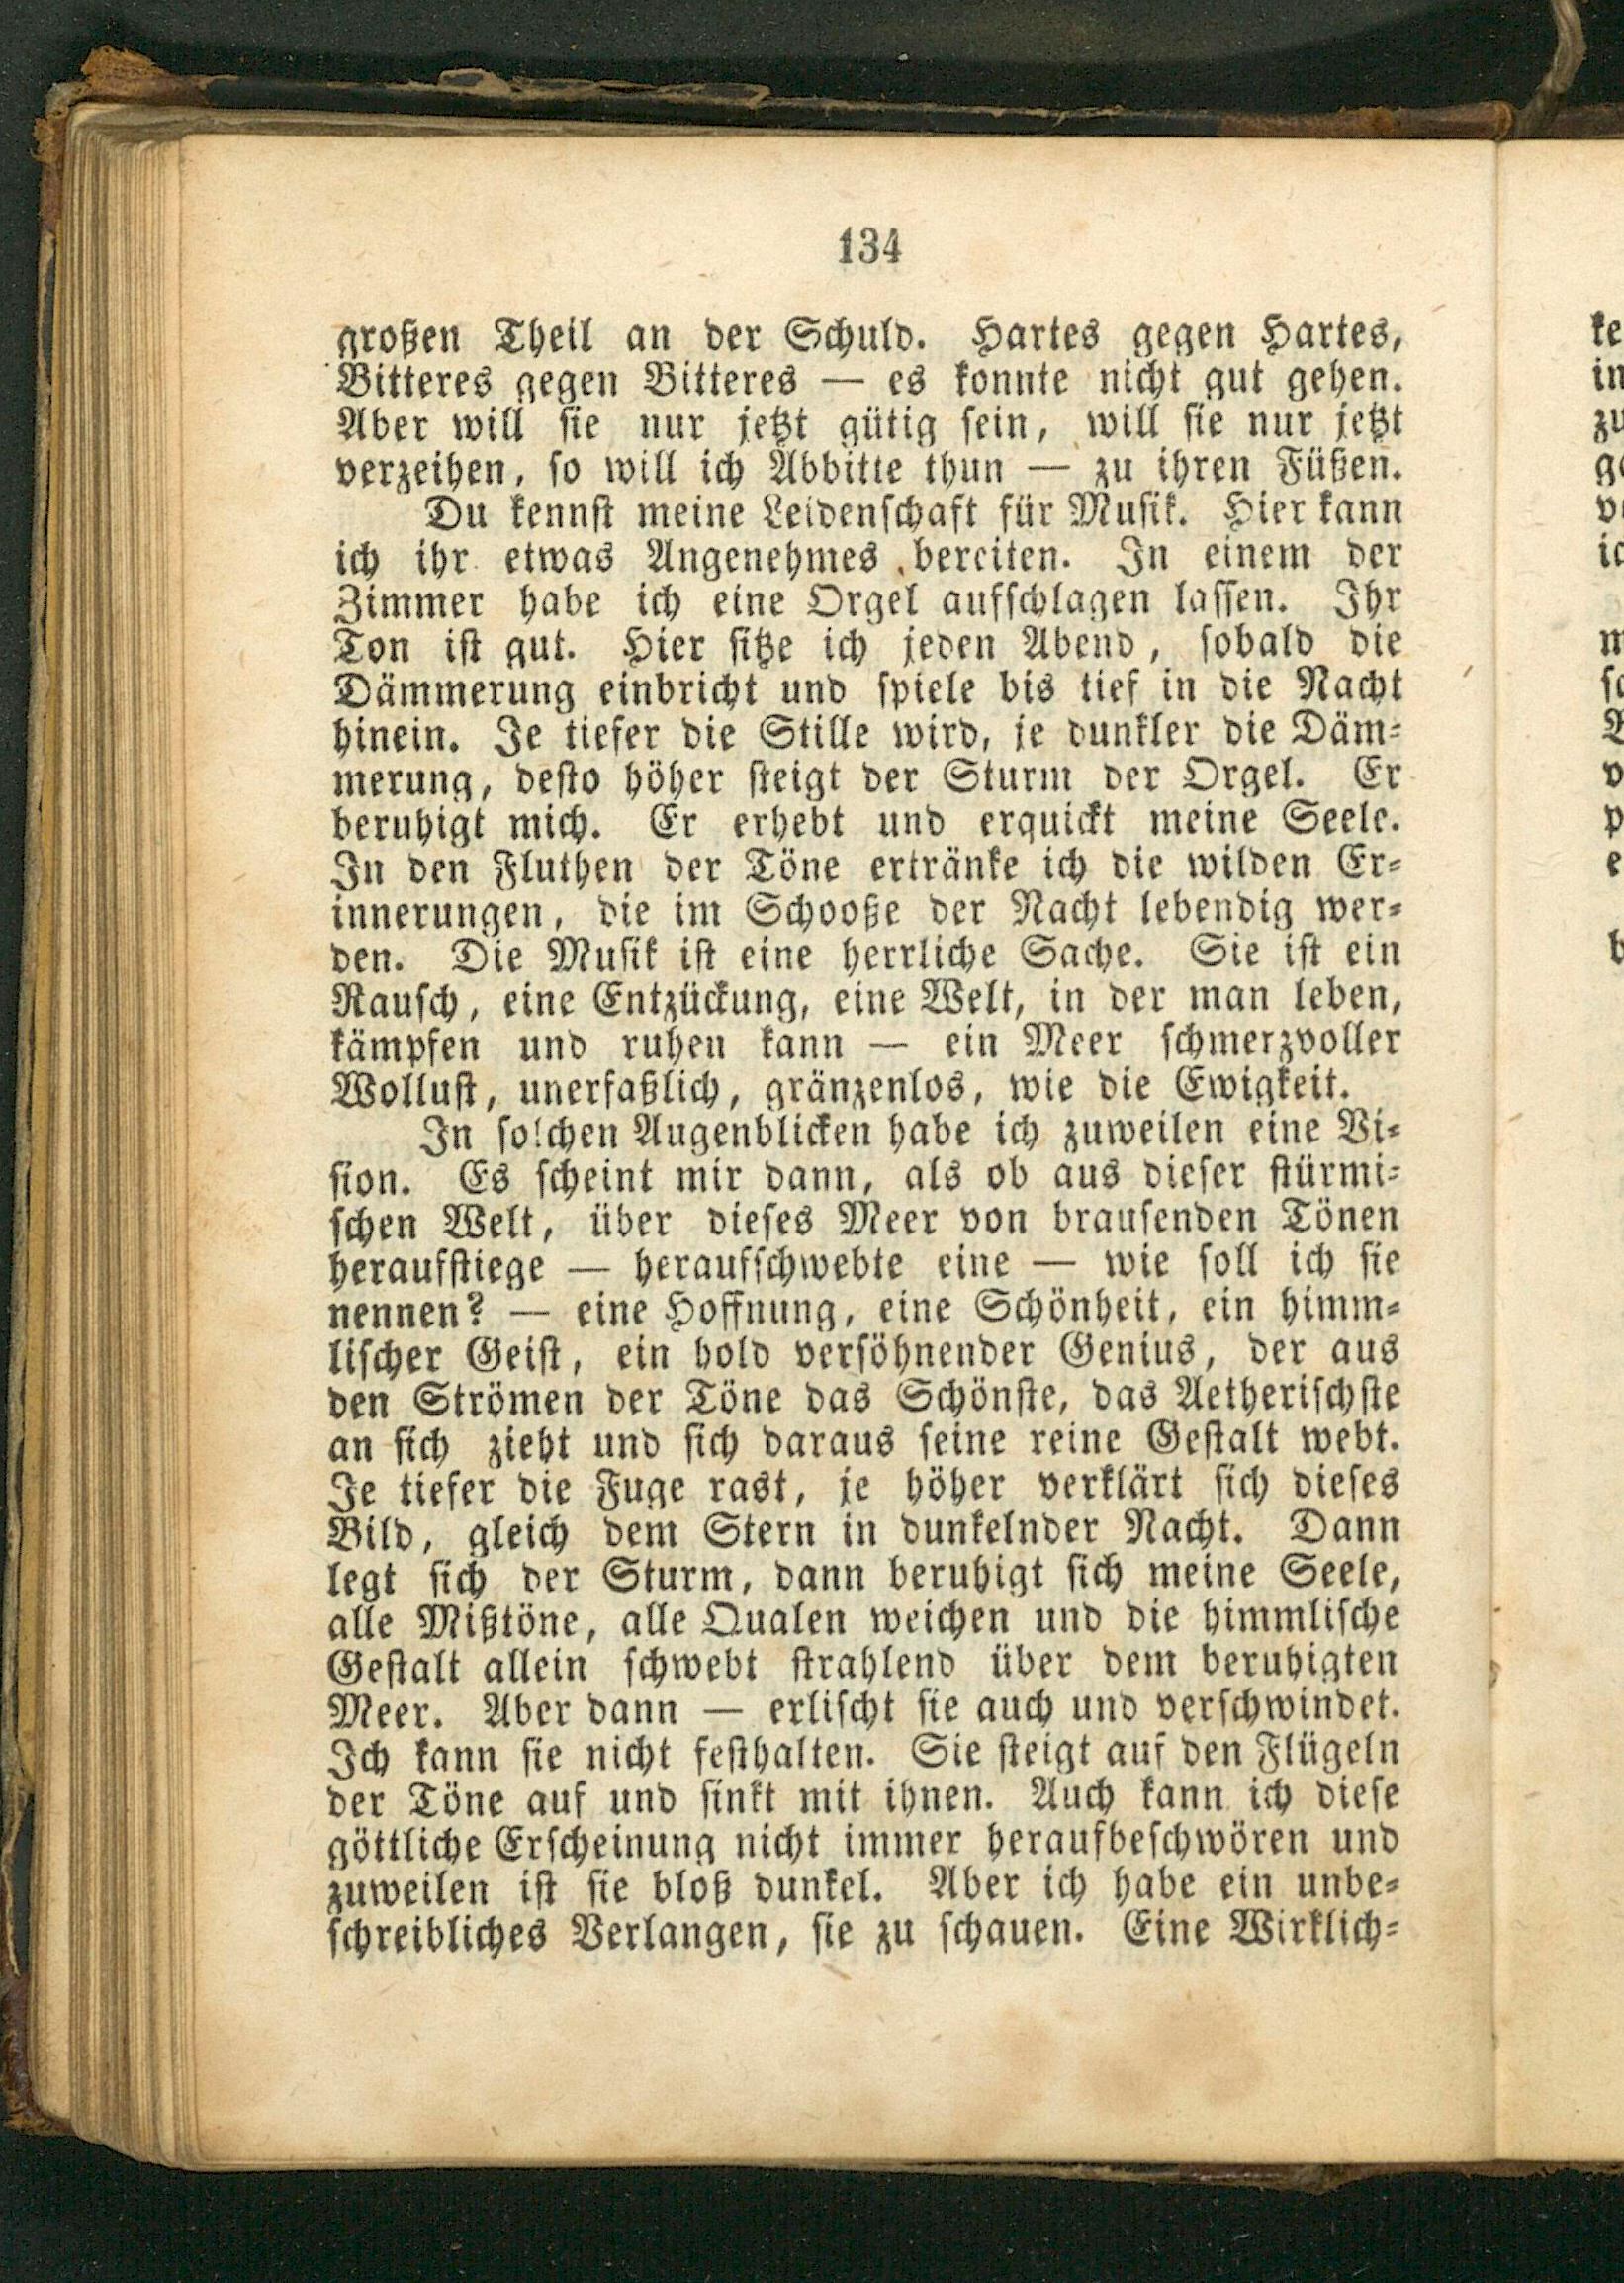 134
großen Theil an der Schuld. Hartes gegen Hartes,
Bitteres gegen Bitteres — es konnte nicht gut gehen.
Aber will sie nur jetzt gütig sein, will sie nur jetzt
verzeihen, so will ich Abbitte thun — zu ihren Füßen.
Du kennst meine Leidenschaft für Musik. Hier kann
ich ihr etwas Angenehmes bereiten. In einem der
Zimmer habe ich eine Orgel aufschlagen lassen. Ihr
Ton ist gut. Hier sitze ich jeden Abend, sobald die
Dämmerung einbricht und spiele bis tief in die Nacht
hinein. Je tiefer die Stille wird, je dunkler die Däm-
merung, desto höher steigt der Sturm der Orgel. Er
beruhigt mich. Er erhebt und erquickt meine Seele.
In den Fluthen der Töne ertränke ich die wilden Er-
innerungen, die im Schooße der Nacht lebendig wer-
den. Die Musik ist eine herrliche Sache. Sie ist ein
Rausch, eine Entzückung, eine Welt, in der man leben,
kämpfen und ruhen kann — ein Meer schmerzvoller
Wollust, unerfaßlich, gränzenlos, wie die Ewigkeit.
In solchen Augenblicken habe ich zuweilen eine Vi-
sion. Es scheint mir dann, als ob aus dieser stürmi-
schen Welt, über dieses Meer von brausenden Tönen
heraufstiege — heraufschwebte eine — wie soll ich sie
nennen? — eine Hoffnung, eine Schönheit, ein himm-
lischer Geist, ein hold versöhnender Genius, der aus
den Strömen der Töne das Schönste, das Aetherischste
an sich zieht und sich daraus seine reine Gestalt webt.
Je tiefer die Fuge rast, je höher verklärt sich dieses
Bild, gleich dem Stern in dunkelnder Nacht. Dann
legt sich der Sturm, dann beruhigt sich meine Seele,
alle Mißtöne, alle Qualen weichen und die himmlische
Gestalt allein schwebt strahlend über dem beruhigten
Meer. Aber dann — erlischt sie auch und verschwindet.
Ich kann sie nicht festhalten. Sie steigt auf den Flügeln
der Töne auf und sinkt mit ihnen. Auch kann ich diese
göttliche Erscheinung nicht immer heraufbeschwören und
zuweilen ist sie bloß dunkel. Aber ich habe ein unbe-
schreibliches Verlangen, sie zu schauen. Eine Wirklich-